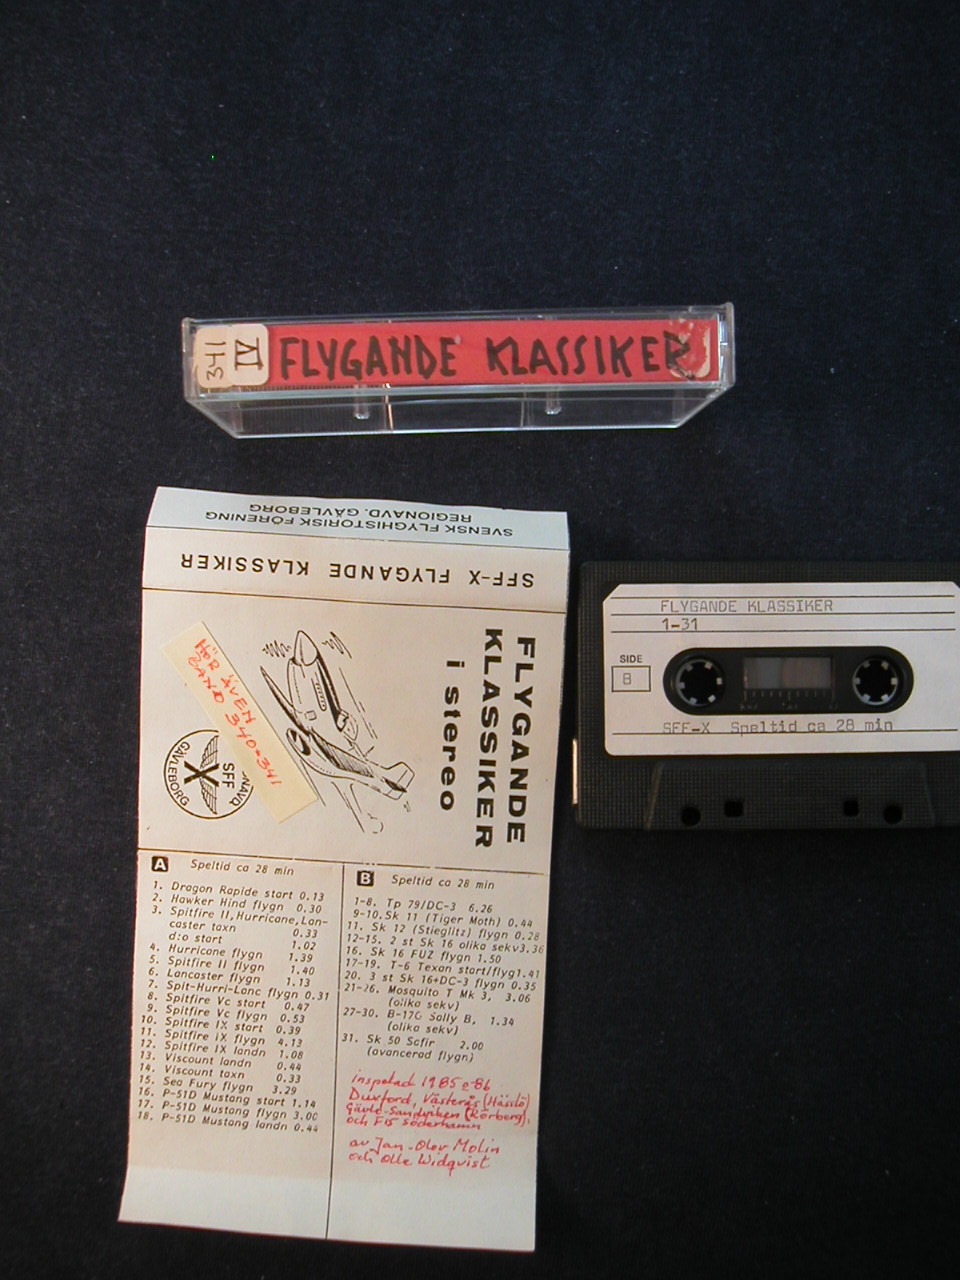 341
IV
FLYGANDE KLASSIKER
SVENSK FLYGHISTORISK FÖRENING
REGIONAVD. GÄVLEBORG
SFF-X FLYGANDE KLASSIKER
FLYGANDE
KLASSIKER
i stereo
HÖR ÄVEN
BAND 340-341
SFF
X
GÄVLEBORG
A Speltid ca 28 min
1. Dragon Rapide start 0.13
2. Hawker Hind flygn 0.30
3. Spitfire II,Hurricane,Lan-
caster taxn 0.33
d:o start 1.02
4. Hurricane flygn 1.39
5. Spitfire II flygn 1.40
6. Lancaster flygn 1.13
7. Spit-Hurri-Lanc flygn 0.31
8. Spitfire Vc start 0.47
9. Spitfire Vc flygn 0.53
10. Spitfire IX start 0.39
11. Spitfire IX flygn 4.13
12. Spitfire IX landn 1.08
13. Viscount landn 0.44
14. Viscount taxn 0.33
15. Sea Fury flygn 3.29
16. P-51D Mustang start 1.14
17. P-51D Mustang flygn 3.00
18. P-51D Mustang landn 0.44
B Speltid ca 28 min
1-8. Tp 79/DC-3 6.26
9-10.Sk 11 (Tiger Moth) 0.44
11. Sk 12 (Stieglitz) flygn 0.28
12-15. 2 st Sk 16 olika sekv3.36
16. Sk 16 FUZ flygn 1.50
17-19. T-6 Texan start/flyg1.41
20. 3 st Sk 16+DC-3 flygn 0.35
21-26. Mosquito T Mk 3, 3.06
(olika sekv)
27-30. B-17G Sally B, 1.34
(olika sekv)
31. Sk 50 Safir 2.00
(avancerad flygn)
inspelad 1985 o-86
Duxford, Västerås (Hässlö)
Gävle-Sandviken (Rörberg),
och F15 Söderhamn
av Jan-Olov Molin
och Olle Widqvist
FLYGANDE KLASSIKER
1-31
SIDE
B
SFF-X Speltid ca 28 min